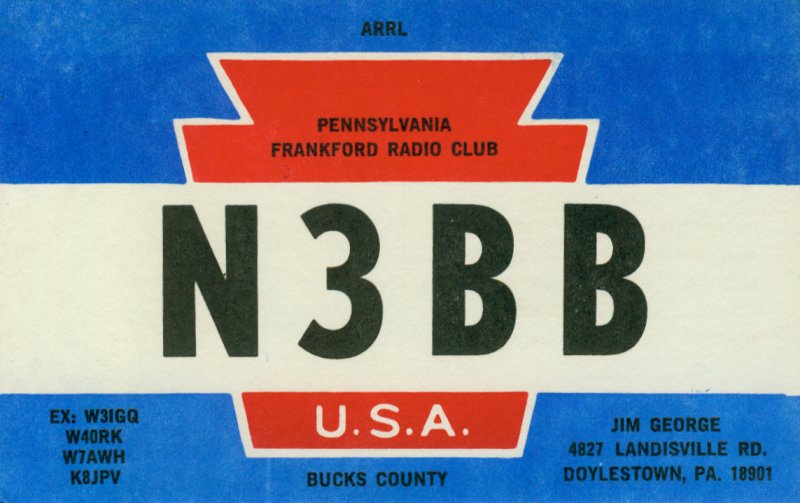 ARRL
PENNSYLVANIA
FRANKFORD RADIO CLUB
N3BB
U.S.A.
EX: W3IGQ
W4ORK
W7AWH
K8JPV
BUCKS COUNTY
JIM GEORGE
4827 LANDISVILLE RD.
DOYLESTOWN, PA. 18901